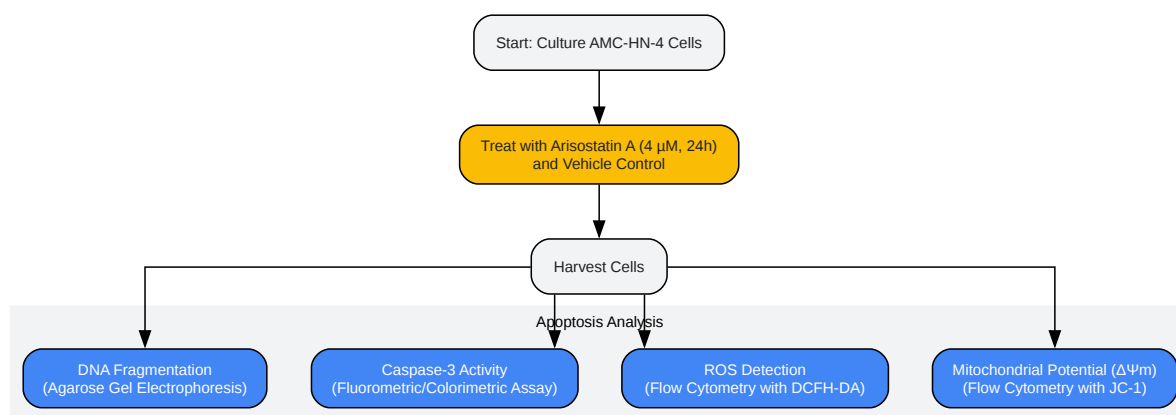 Start: Culture AMC-HN-4 Cells
Treat with Arisostatin A (4 µM, 24h)
and Vehicle Control
Harvest Cells
Apoptosis Analysis
DNA Fragmentation
(Agarose Gel Electrophoresis)
Caspase-3 Activity
(Fluorometric/Colorimetric Assay)
ROS Detection
(Flow Cytometry with DCFH-DA)
Mitochondrial Potential (ΔΨm)
(Flow Cytometry with JC-1)